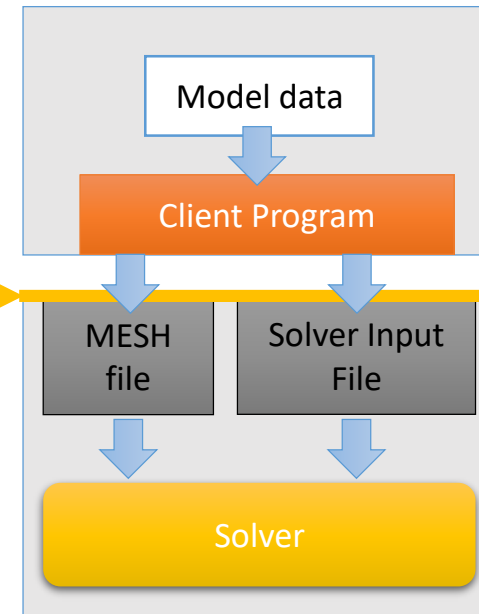 Model data
Client Program
MESH
file
Solver Input
File
Solver